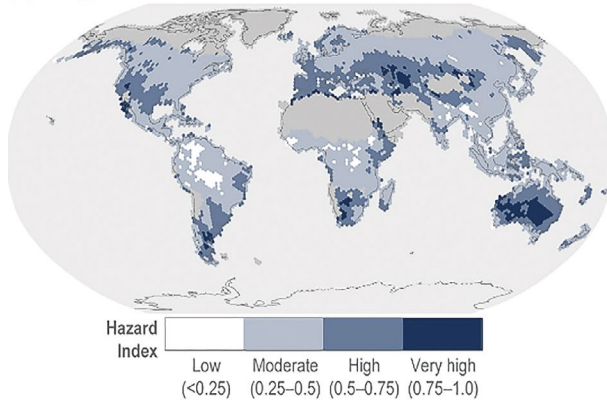 Hazard
Index
Low Moderate High Very high
(<0.25) (0.25–0.5) (0.5–0.75) (0.75–1.0)